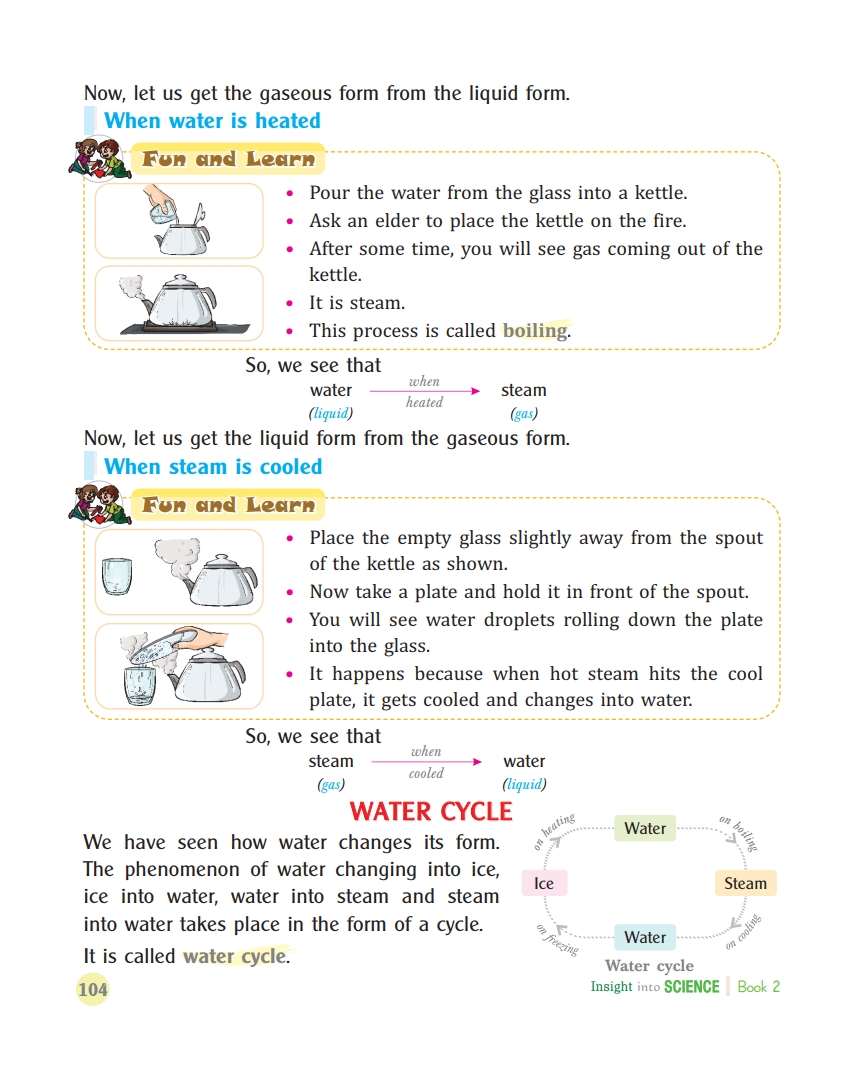 Now, let us get the gaseous form from the liquid form.
When water is heated
Fun and Learn
• Pour the water from the glass into a kettle.
• Ask an elder to place the kettle on the fire.
• After some time, you will see gas coming out of the
kettle.
• It is steam.
• This process is called boiling.
So, we see that
water when heated steam
(liquid) (gas)
Now, let us get the liquid form from the gaseous form.
When steam is cooled
Fun and Learn
• Place the empty glass slightly away from the spout
of the kettle as shown.
• Now take a plate and hold it in front of the spout.
• You will see water droplets rolling down the plate
into the glass.
• It happens because when hot steam hits the cool
plate, it gets cooled and changes into water.
So, we see that
steam when cooled water
(gas) (liquid)
WATER CYCLE
We have seen how water changes its form.
The phenomenon of water changing into ice,
ice into water, water into steam and steam
into water takes place in the form of a cycle.
It is called water cycle.
on heating
Water
on boiling
Ice
Steam
on freezing
Water
on cooling
Water cycle
104
Insight into SCIENCE Book 2